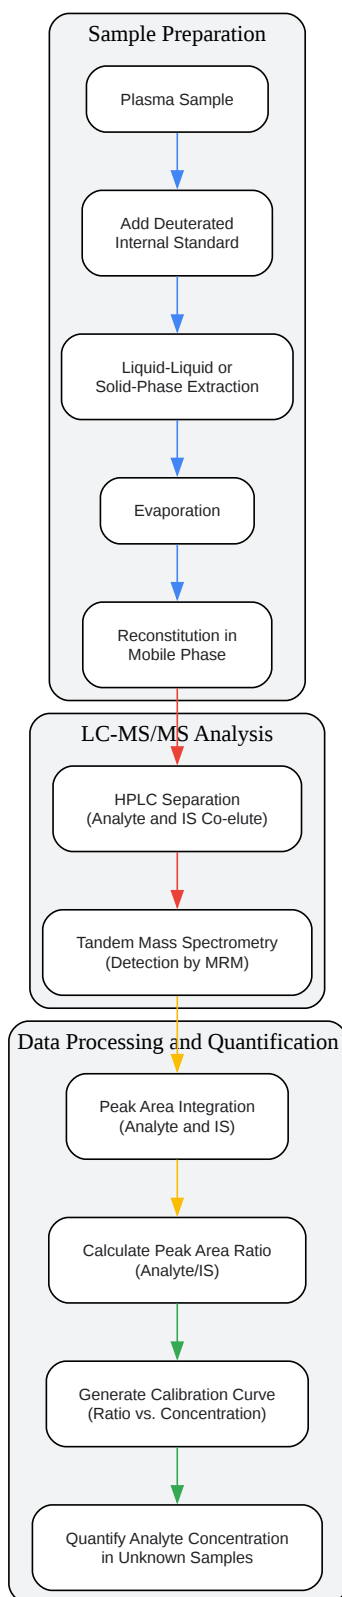 Sample Preparation
Plasma Sample
Add Deuterated
Internal Standard
Liquid-Liquid or
Solid-Phase Extraction
Evaporation
Reconstitution in
Mobile Phase
LC-MS/MS Analysis
HPLC Separation
(Analyte and IS Co-elute)
Tandem Mass Spectrometry
(Detection by MRM)
Data Processing and Quantification
Peak Area Integration
(Analyte and IS)
Calculate Peak Area Ratio
(Analyte/IS)
Generate Calibration Curve
(Ratio vs. Concentration)
Quantify Analyte Concentration
in Unknown Samples